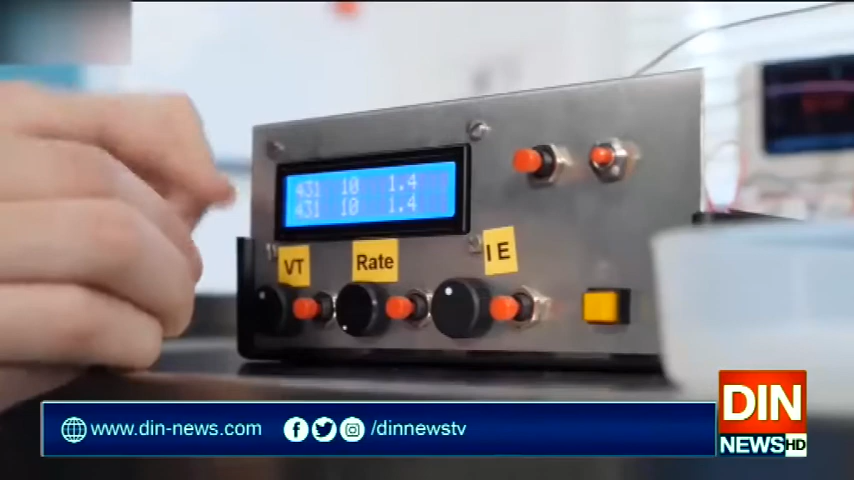 431 10 1.4
431 10 1.4
VT
Rate
I E
www.din-news.com
/dinnewstv
DIN
NEWS HD